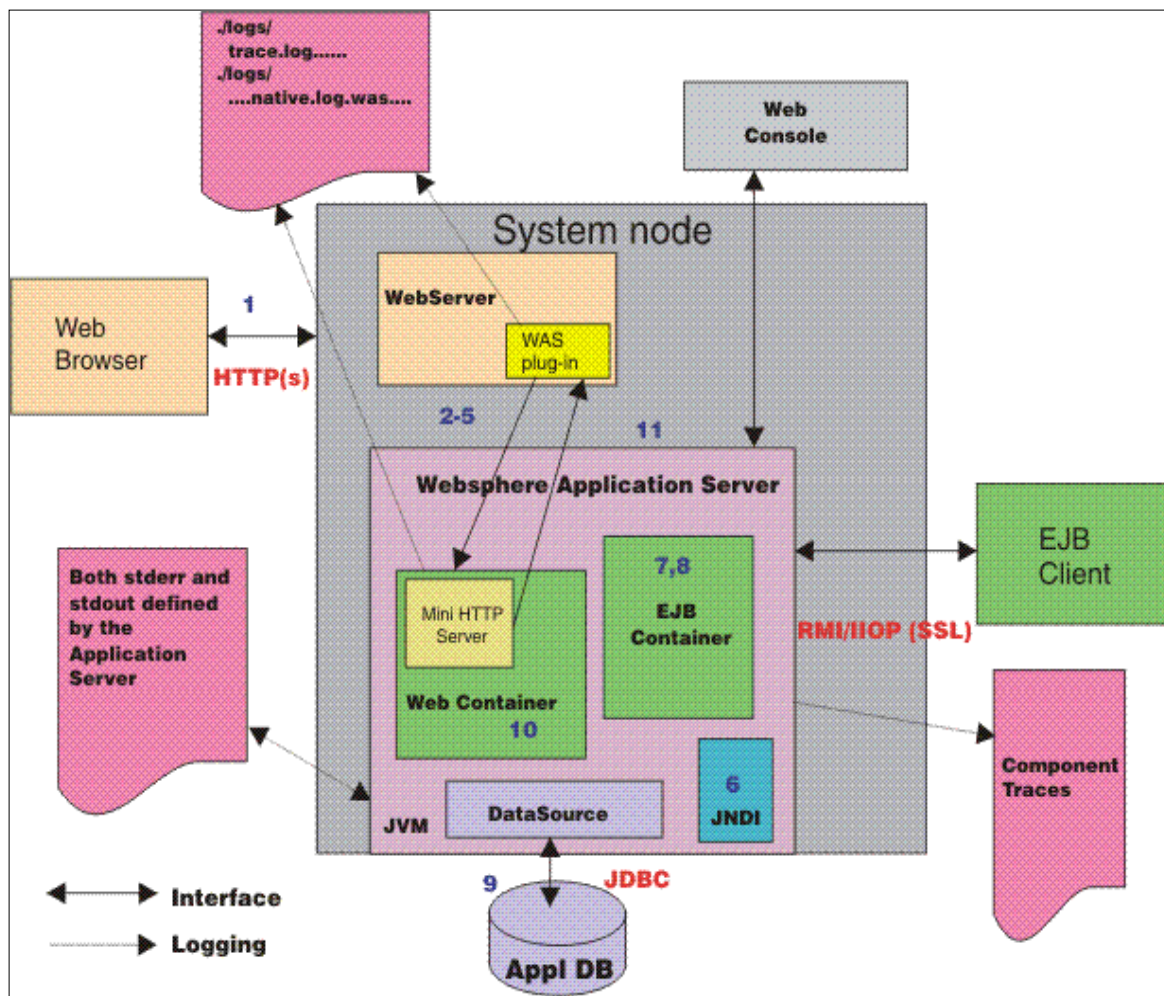 ./logs/
trace.log......
./logs/
....native.log.was....
Web
Console
System node
WebServer
WAS
plug-in
Web
Browser
1
HTTP(s)
2-5
11
Websphere Application Server
7,8
EJB
Container
Mini HTTP
Server
Web Container
10
EJB
Client
RMI/IIOP (SSL)
Both stderr and
stdout defined
by the
Application
Server
Component
Traces
6
JNDI
DataSource
JVM
9
JDBC
Appl DB
Interface
Logging